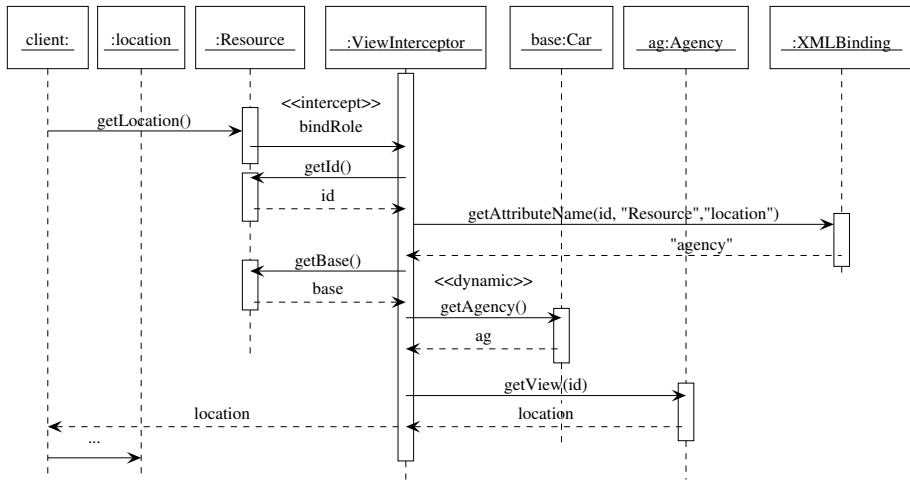 client:
:location
:Resource
:ViewInterceptor
base:Car
ag:Agency
:XMLBinding
<<intercept>>
getLocation()
bindRole
getId()
id
getAttributeName(id, "Resource","location")
"agency"
getBase()
<<dynamic>>
base
getAgency()
ag
getView(id)
location
location
...